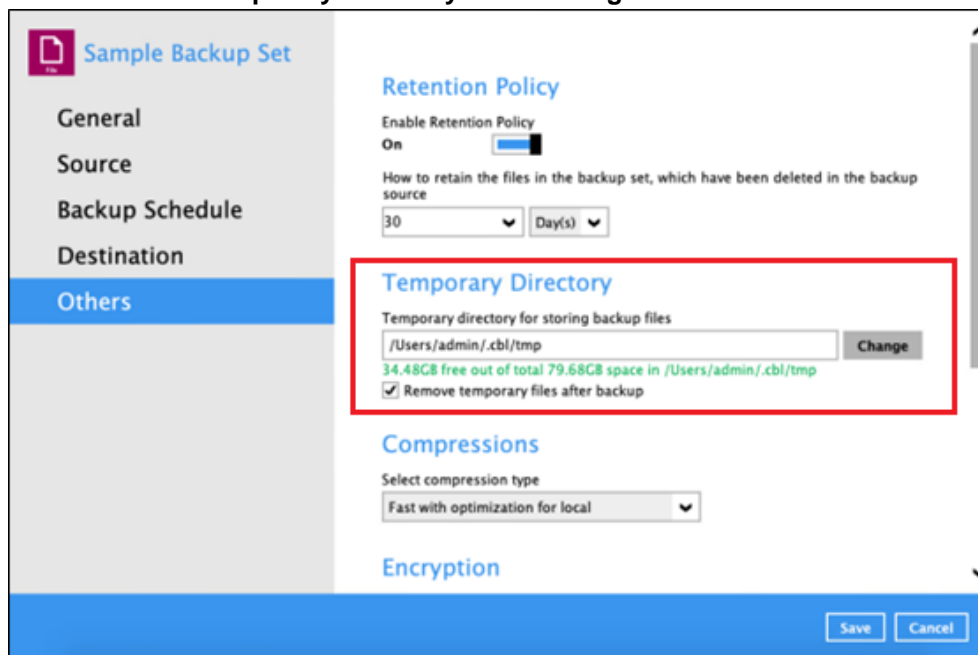 Sample Backup Set
File
General
Source
Backup Schedule
Destination
Others
Retention Policy
Enable Retention Policy
On
How to retain the files in the backup set, which have been deleted in the backup
source
30 Day(s)
Temporary Directory
Temporary directory for storing backup files
/Users/admin/.cbl/tmp Change
34.48GB free out of total 79.68GB space in /Users/admin/.cbl/tmp
Remove temporary files after backup
Compressions
Select compression type
Fast with optimization for local
Encryption
Save Cancel